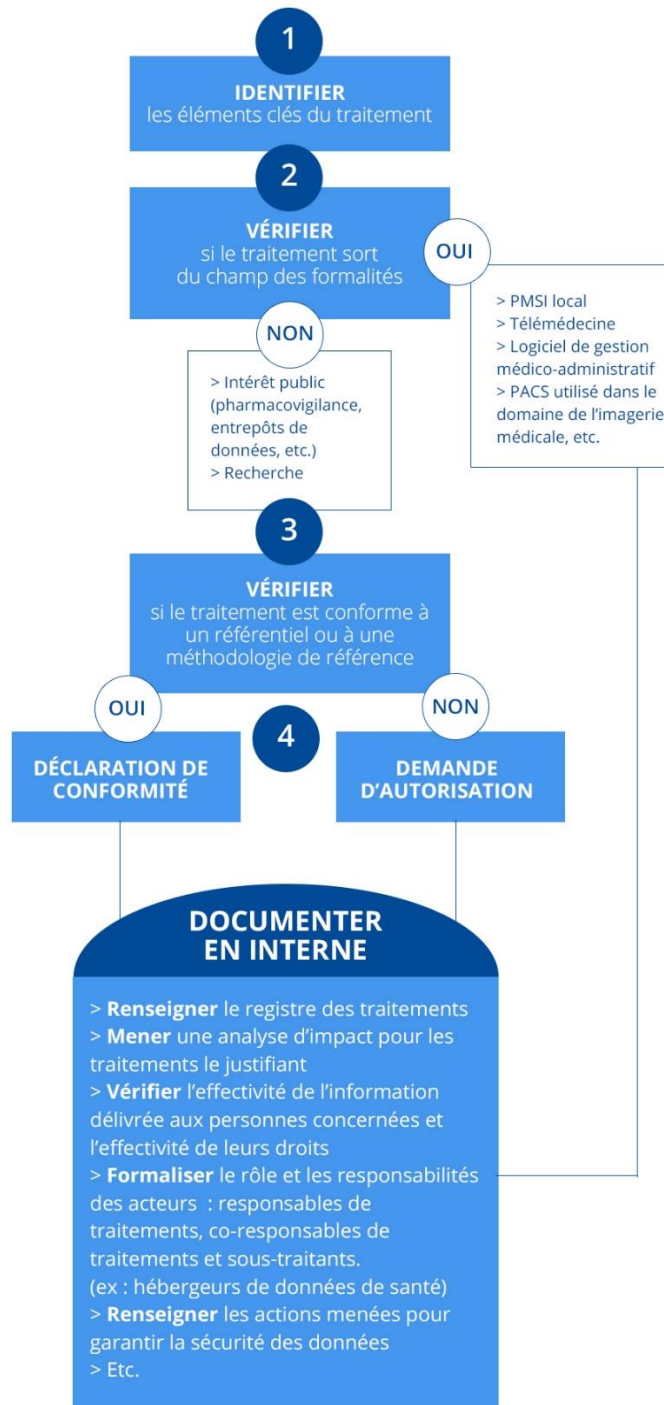 1
IDENTIFIER
les éléments clés du traitement
2
VÉRIFIER
si le traitement sort
du champ des formalités
OUI
> PMSI local
> Télémédecine
> Logiciel de gestion
médico-administratif
> PACS utilisé dans le
domaine de l'imagerie
médicale, etc.
NON
> Intérêt public
(pharmacovigilance,
entrepôts de
données, etc.)
> Recherche
3
VÉRIFIER
si le traitement est conforme à
un référentiel ou à une
méthodologie de référence
OUI
NON
4
DÉCLARATION DE
CONFORMITÉ
DEMANDE
D'AUTORISATION
DOCUMENTER
EN INTERNE
> Renseigner le registre des traitements
> Mener une analyse d'impact pour les
traitements le justifiant
> Vérifier l'effectivité de l'information
délivrée aux personnes concernées et
l'effectivité de leurs droits
> Formaliser le rôle et les responsabilités
des acteurs : responsables de
traitements, co-responsables de
traitements et sous-traitants.
(ex : hébergeurs de données de santé)
> Renseigner les actions menées pour
garantir la sécurité des données
> Etc.